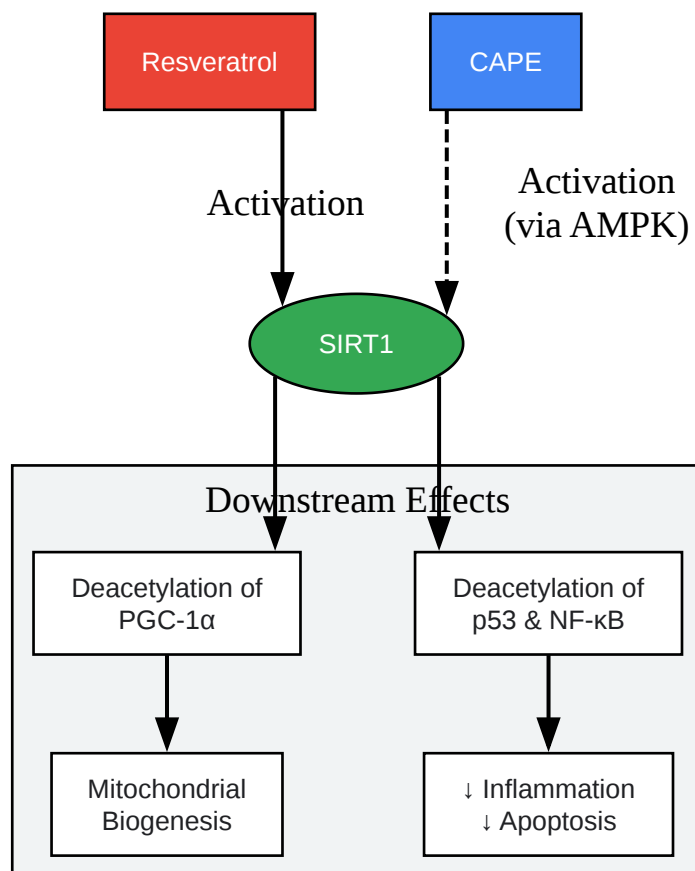 Resveratrol
CAPE
Activation
Activation
(via AMPK)
SIRT1
Downstream Effects
Deacetylation of
PGC-1α
Deacetylation of
p53 & NF-κB
Mitochondrial
Biogenesis
↓ Inflammation
↓ Apoptosis